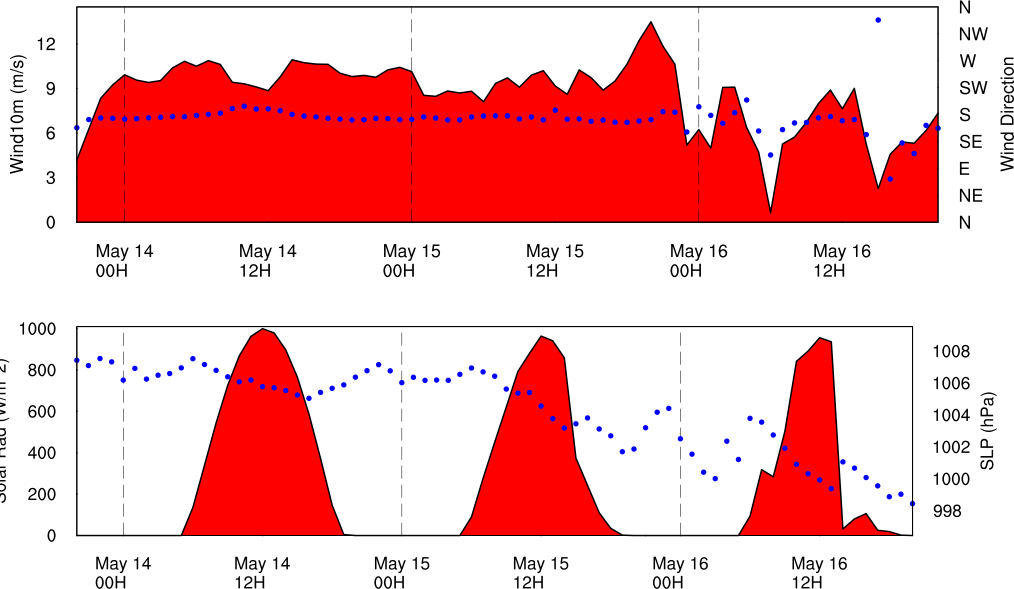 N
NW
12
W
9
SW
S
6
SE
E
3
NE
0
N
Wind10m (m/s)
Wind Direction
May 14 May 14 May 15 May 15 May 16 May 16
00H 12H 00H 12H 00H 12H
1000
1008
800
1006
600
1004
400
1002
1000
200
998
0
Solar Rad (W/m^2)
SLP (hPa)
May 14 May 14 May 15 May 15 May 16 May 16
00H 12H 00H 12H 00H 12H